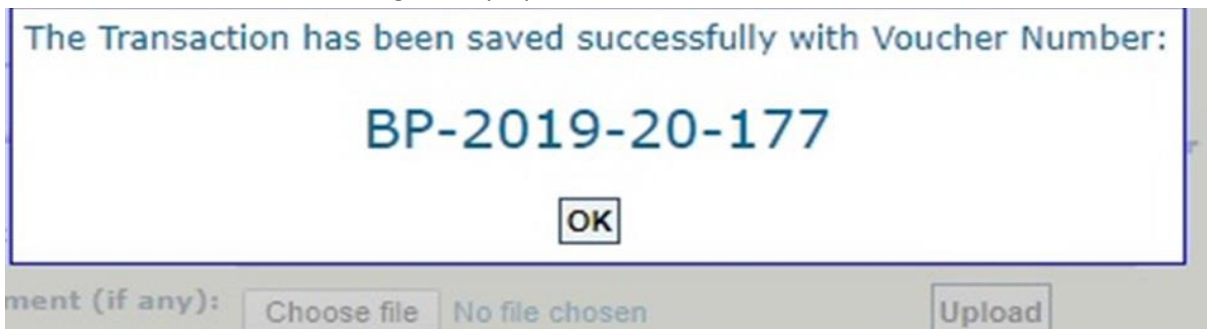 The Transaction has been saved successfully with Voucher Number:
BP-2019-20-177
OK
(if any): Choose file No file chosen Upload